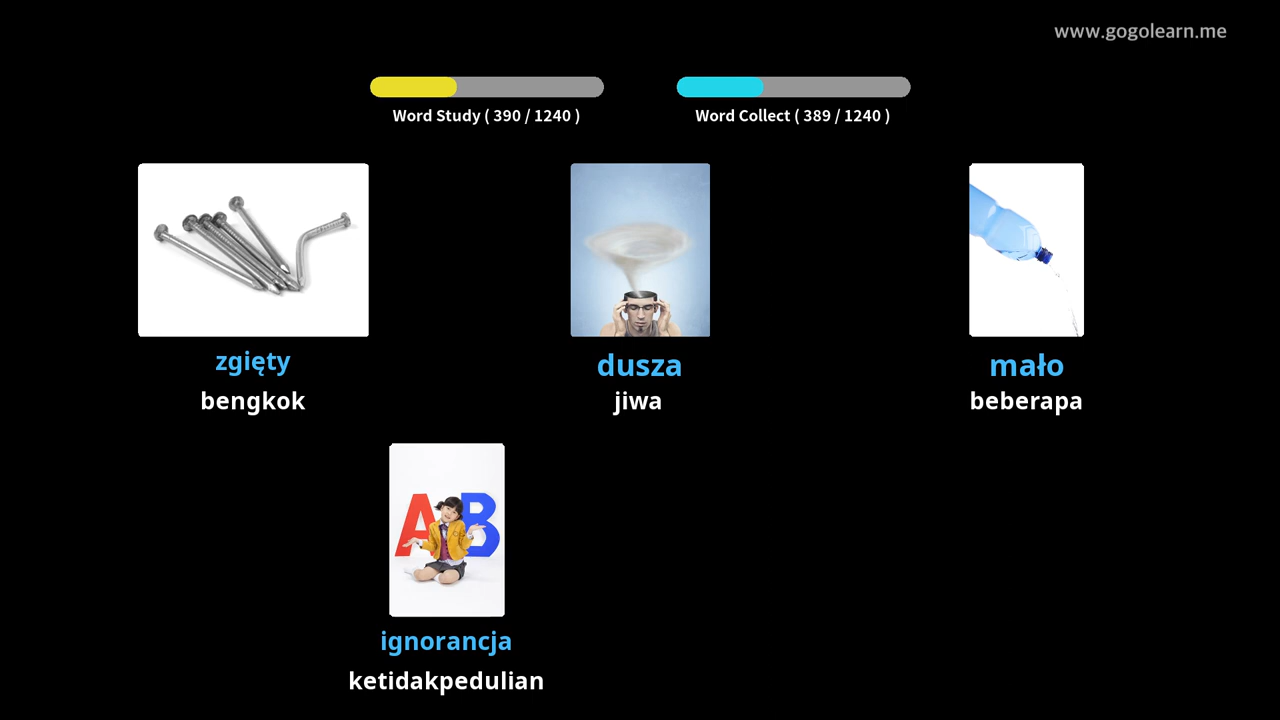 www.gogolearn.me
Word Study ( 390 / 1240 )
Word Collect ( 389 / 1240 )
zgięty
bengkok
dusza
jiwa
mało
beberapa
A B
ignorancja
ketidakpedulian